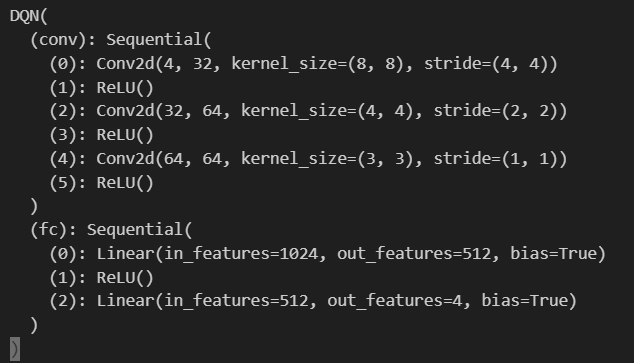 DQN(
  (conv): Sequential(
    (0): Conv2d(4, 32, kernel_size=(8, 8), stride=(4, 4))
    (1): ReLU()
    (2): Conv2d(32, 64, kernel_size=(4, 4), stride=(2, 2))
    (3): ReLU()
    (4): Conv2d(64, 64, kernel_size=(3, 3), stride=(1, 1))
    (5): ReLU()
  )
  (fc): Sequential(
    (0): Linear(in_features=1024, out_features=512, bias=True)
    (1): ReLU()
    (2): Linear(in_features=512, out_features=4, bias=True)
  )
)